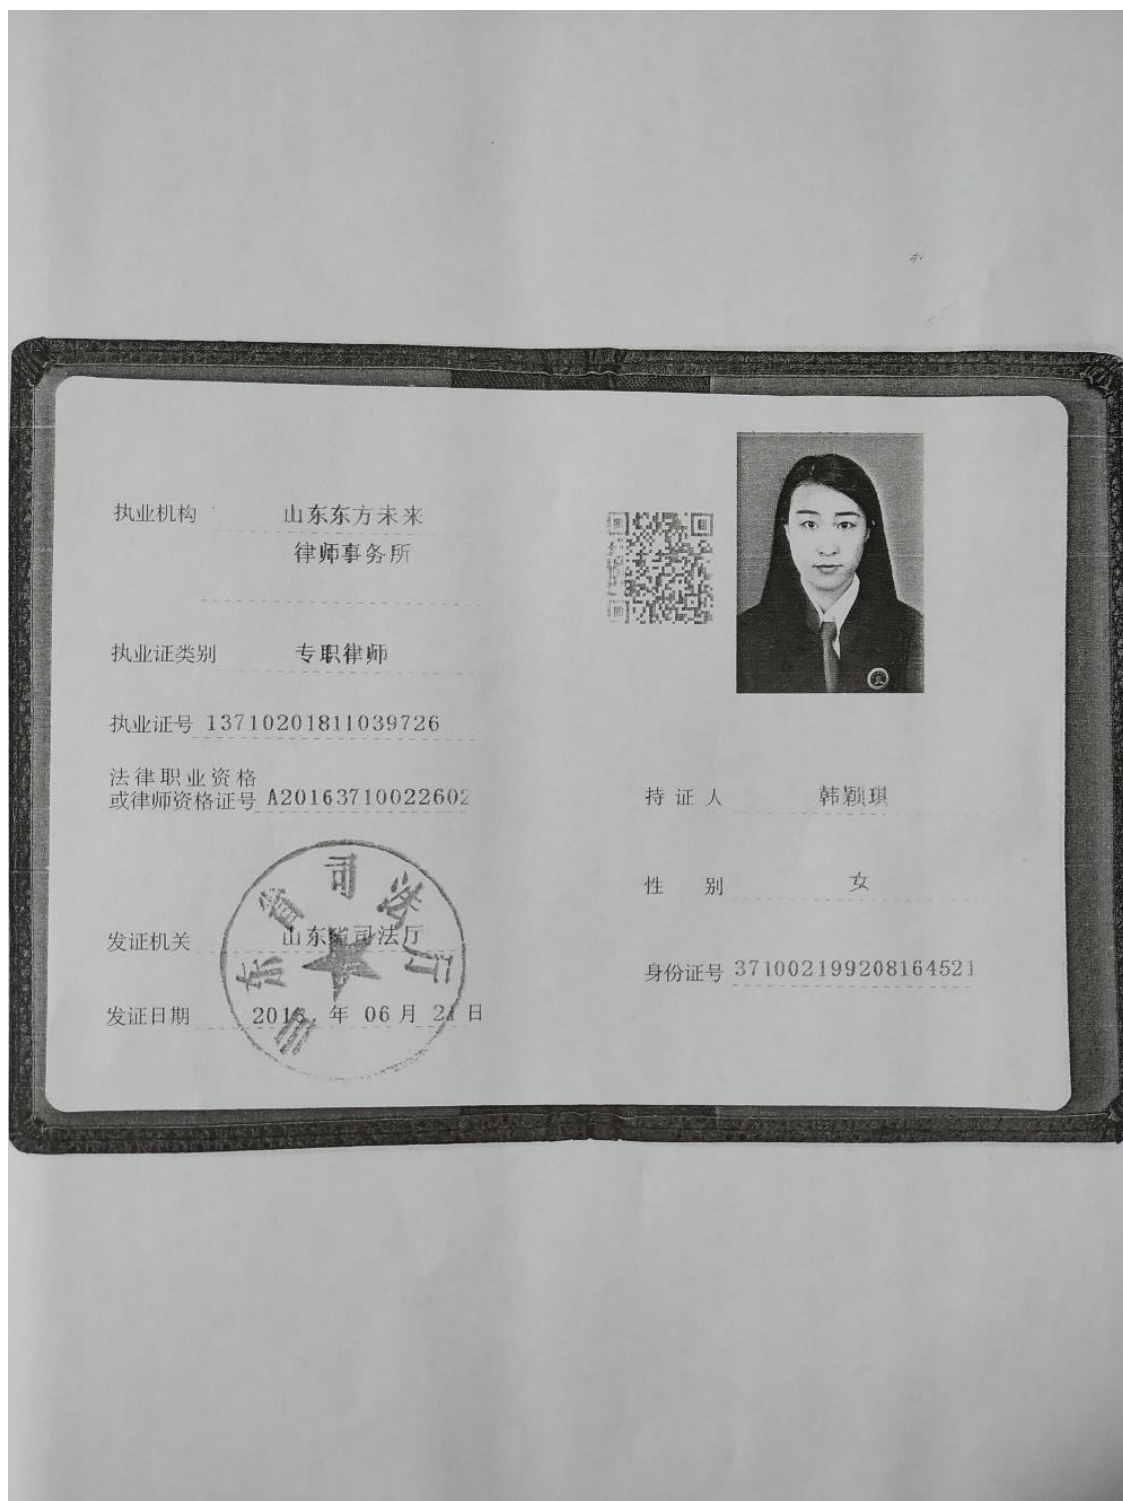 执业机构 山东东方未来
律师事务所
执业证类别 专职律师
执业证号 13710201811039726
法律职业资格
或律师资格证号 A20163710022602
发证机关 山东省司法厅
发证日期 年 06月 21日
山东省司法厅
持证人 韩颖琪
性别 女
身份证号 371002199208164521